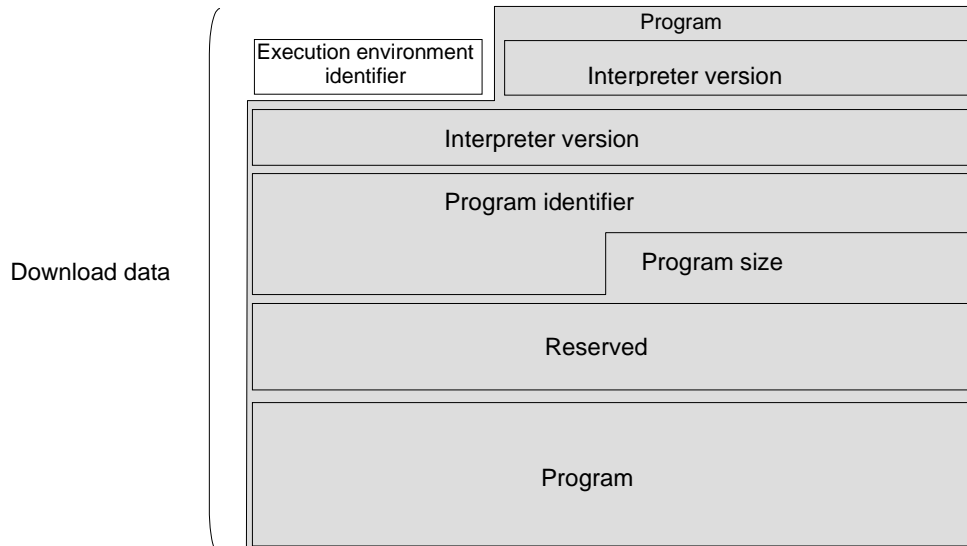 Program
Execution environment
identifier
Interpreter version
Interpreter version
Program identifier
Program size
Download data
Reserved
Program